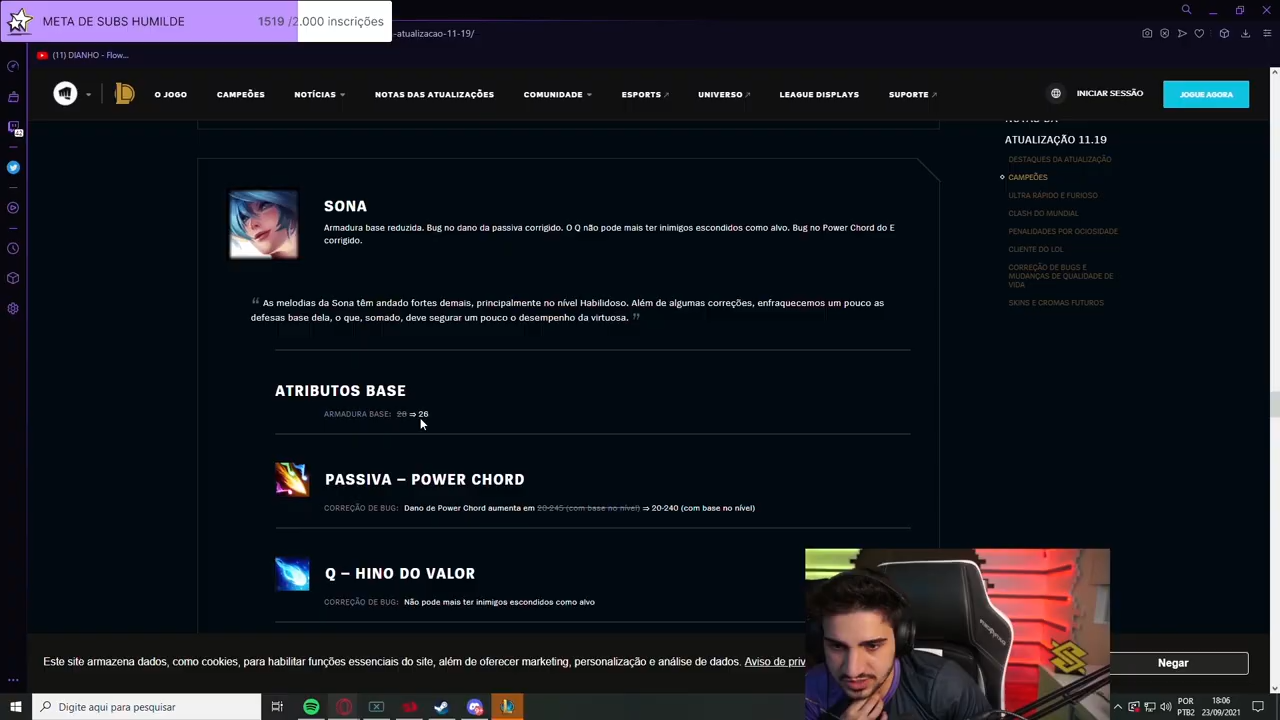 META DE SUBS HUMILDE
1519 /2.000 inscrições
-atualizacao-11-19/
(11) DIANHO - Flow...
O JOGO
CAMPEÕES
NOTÍCIAS
NOTAS DAS ATUALIZAÇÕES
COMUNIDADE
ESPORTS
UNIVERSO
LEAGUE DISPLAYS
SUPORTE
INICIAR SESSÃO
JOGUE AGORA
NOTAS DA
ATUALIZAÇÃO 11.19
DESTAQUES DA ATUALIZAÇÃO
CAMPEÕES
ULTRA RÁPIDO E FURIOSO
CLASH DO MUNDIAL
PENALIDADES POR OCIOSIDADE
CLIENTE DO LOL
CORREÇÃO DE BUGS E
MUDANÇAS DE QUALIDADE DE
VIDA
SKINS E CROMAS FUTUROS
SONA
Armadura base reduzida. Bug no dano da passiva corrigido. O Q não pode mais ter inimigos escondidos como alvo. Bug no Power Chord do E
corrigido.
“ As melodias da Sona têm andado fortes demais, principalmente no nível Habilidoso. Além de algumas correções, enfraquecemos um pouco as
defesas base dela, o que, somado, deve segurar um pouco o desempenho da virtuosa. ”
ATRIBUTOS BASE
ARMADURA BASE: 28 ⇒ 26
PASSIVA – POWER CHORD
CORREÇÃO DE BUG: Dano de Power Chord aumenta em 20-245 (com base no nível) ⇒ 20-240 (com base no nível)
Q – HINO DO VALOR
CORREÇÃO DE BUG: Não pode mais ter inimigos escondidos como alvo
Este site armazena dados, como cookies, para habilitar funções essenciais do site, além de oferecer marketing, personalização e análise de dados. Aviso de priv
Negar
Digite aqui para pesquisar
POR
PTB2
18:06
23/09/2021